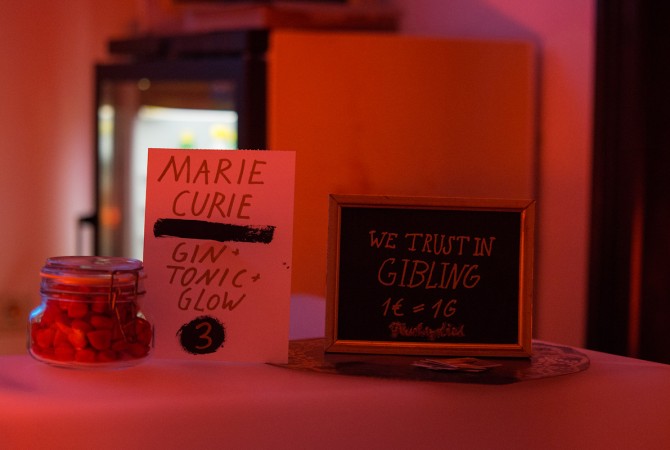 MARIE
CURIE
GIN +
TONIC +
GLOW
3
WE TRUST IN
GIBLING
1€ = 1G